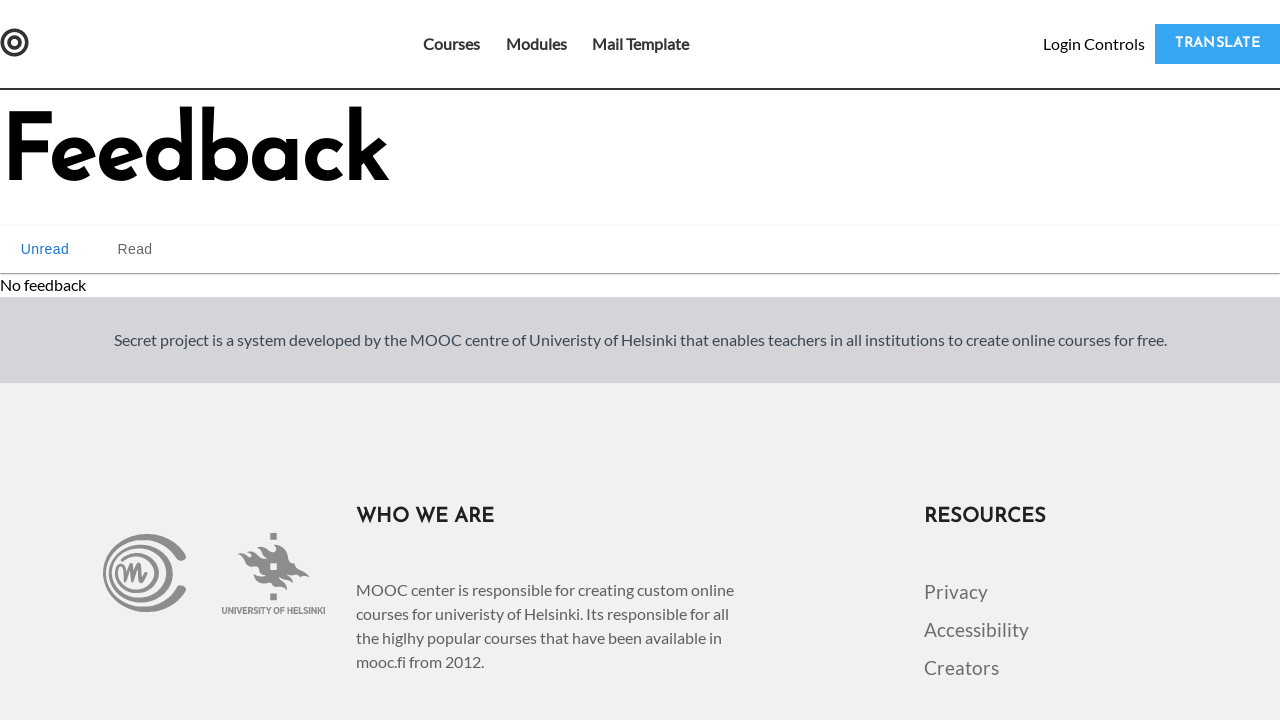 Courses Modules Mail Template Login Controls TRANSLATE
Feedback
Unread Read
No feedback
Secret project is a system developed by the MOOC centre of Univeristy of Helsinki that enables teachers in all institutions to create online courses for free.
UNIVERSITY OF HELSINKI
WHO WE ARE
MOOC center is responsible for creating custom online
courses for univeristy of Helsinki. Its responsible for all
the higlhy popular courses that have been available in
mooc.fi from 2012.
RESOURCES
Privacy
Accessibility
Creators